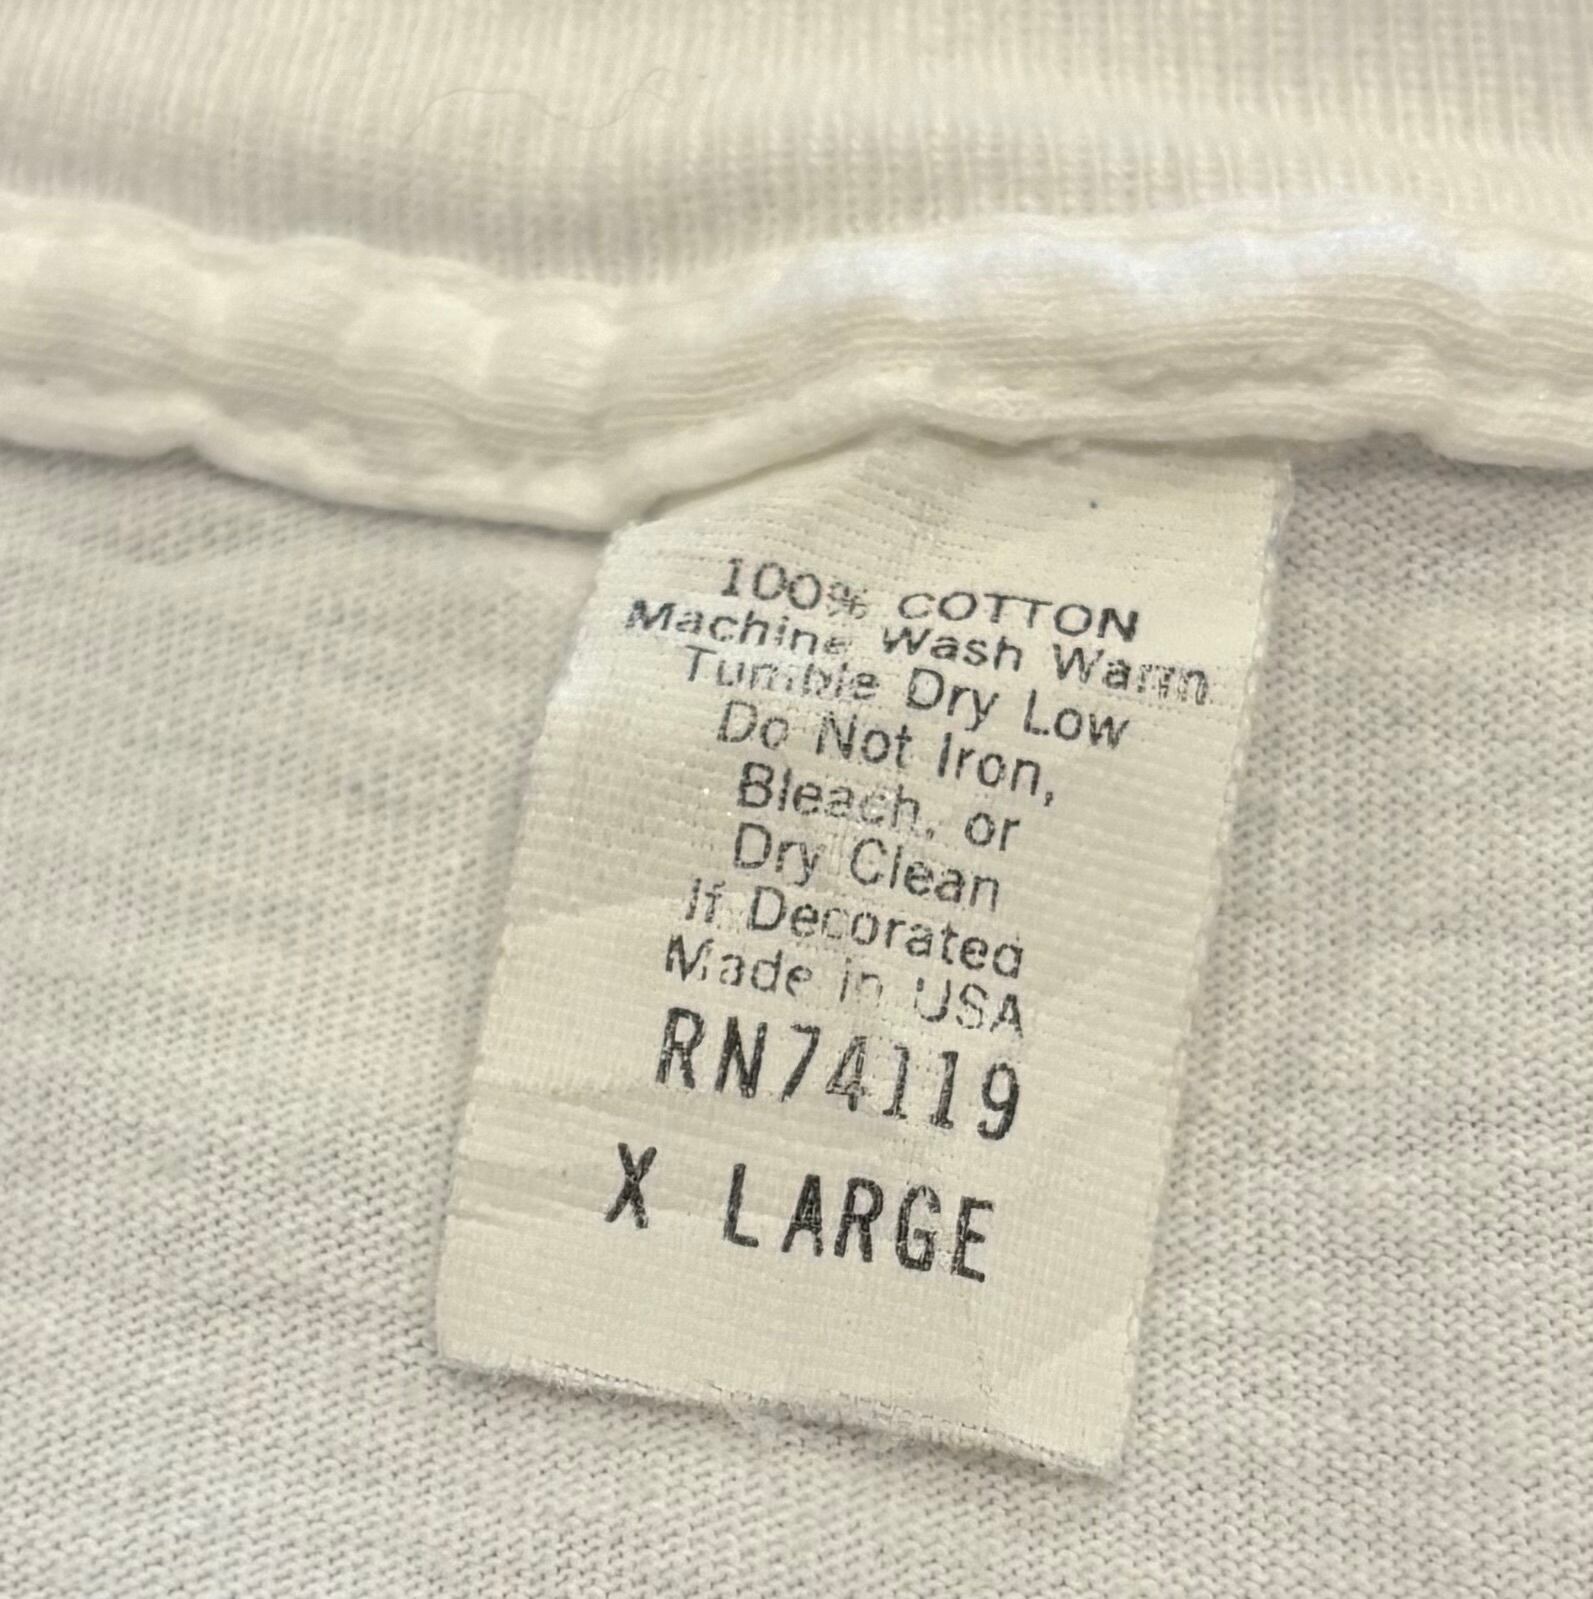 100% COTTON
Machine Wash Warm
Tumble Dry Low
Do Not Iron,
Bleach, or
Dry Clean
If Decorated
Made in USA
RN74119
X LARGE